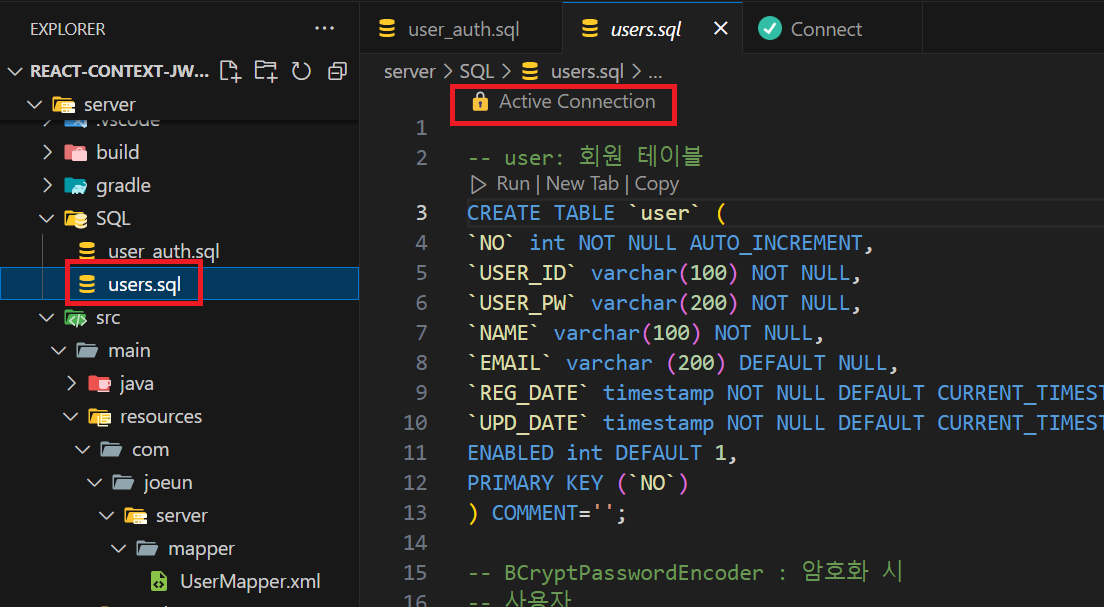 EXPLORER
REACT-CONTEXT-JW...
server
.vscode
build
gradle
SQL
user_auth.sql
users.sql
src
main
java
resources
com
joeun
server
mapper
UserMapper.xml
user_auth.sql
users.sql
Connect
server > SQL > users.sql > ...
Active Connection
1
2 -- user: 회원 테이블
Run | New Tab | Copy
3 CREATE TABLE `user` (
4 `NO` int NOT NULL AUTO_INCREMENT,
5 `USER_ID` varchar(100) NOT NULL,
6 `USER_PW` varchar(200) NOT NULL,
7 `NAME` varchar(100) NOT NULL,
8 `EMAIL` varchar (200) DEFAULT NULL,
9 `REG_DATE` timestamp NOT NULL DEFAULT CURRENT_TIMEST
10 `UPD_DATE` timestamp NOT NULL DEFAULT CURRENT_TIMEST
11 ENABLED int DEFAULT 1,
12 PRIMARY KEY (`NO`)
13 ) COMMENT='';
14
15 -- BCryptPasswordEncoder : 암호화 시
16 -- 사용자